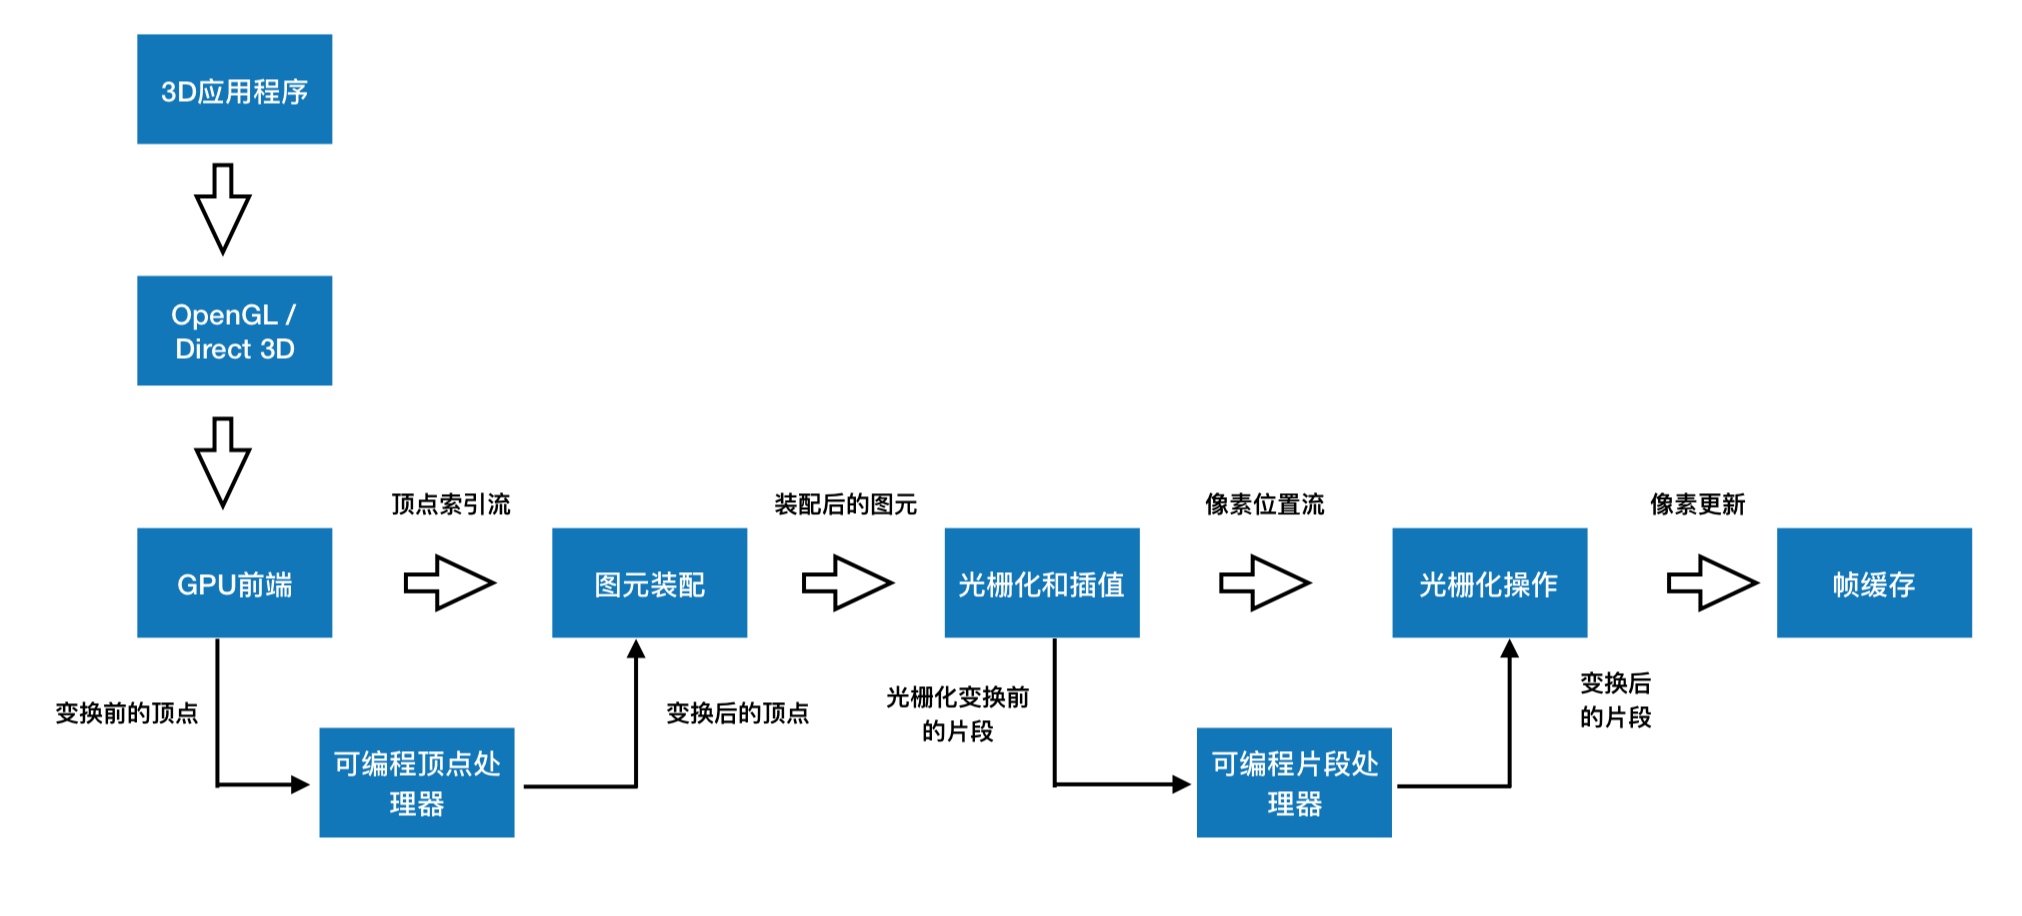 3D应用程序
OpenGL /
Direct 3D
顶点索引流
装配后的图元
像素位置流
像素更新
GPU前端
图元装配
光栅化和插值
光栅化操作
帧缓存
变换前的顶点
变换后的顶点
光栅化变换前
的片段
变换后
的片段
可编程顶点处
理器
可编程片段处
理器